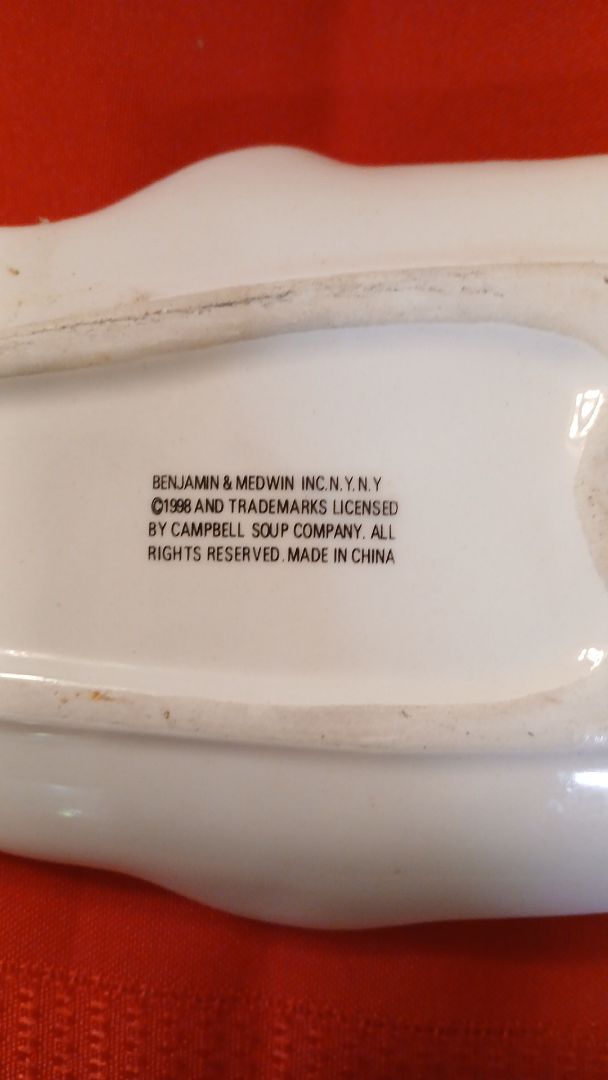 BENJAMIN & MEDWIN INC.N.Y.N.Y
©1998 AND TRADEMARKS LICENSED
BY CAMPBELL SOUP COMPANY. ALL
RIGHTS RESERVED. MADE IN CHINA